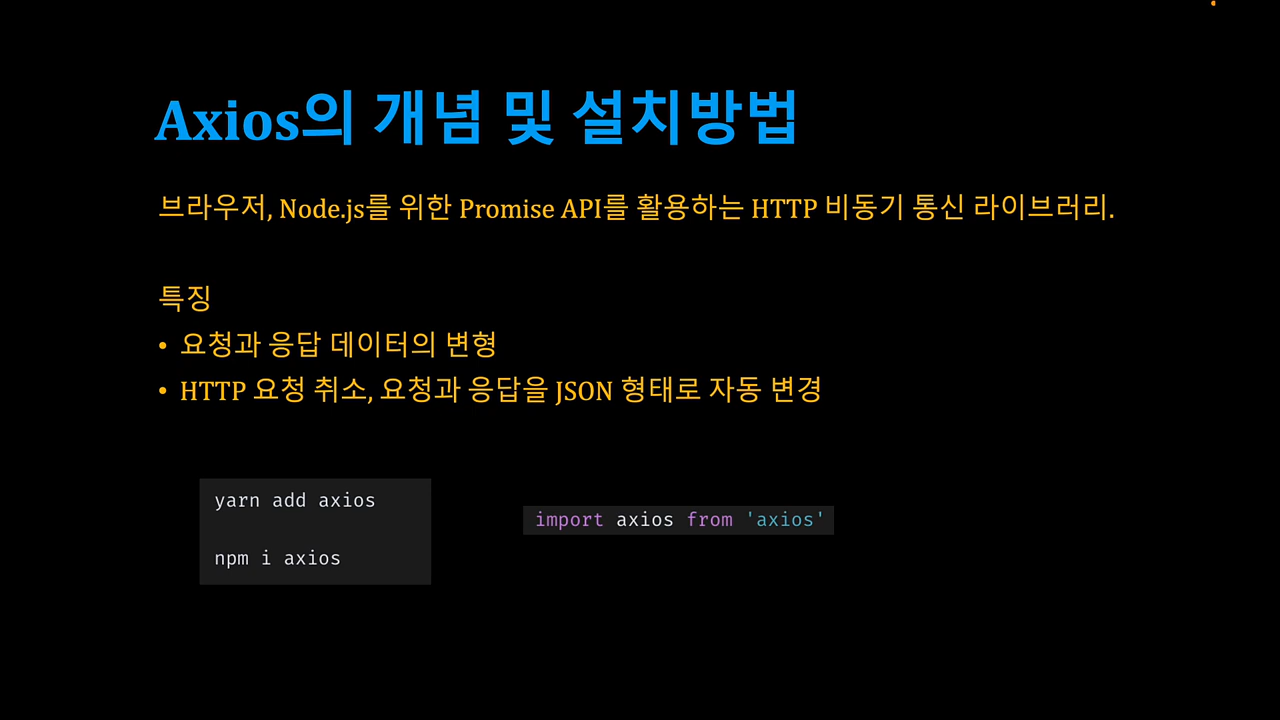 Axios의 개념 및 설치방법
브라우저, Node.js를 위한 Promise API를 활용하는 HTTP 비동기 통신 라이브러리.
특징
• 요청과 응답 데이터의 변형
• HTTP 요청 취소, 요청과 응답을 JSON 형태로 자동 변경
yarn add axios
npm i axios
import axios from 'axios'